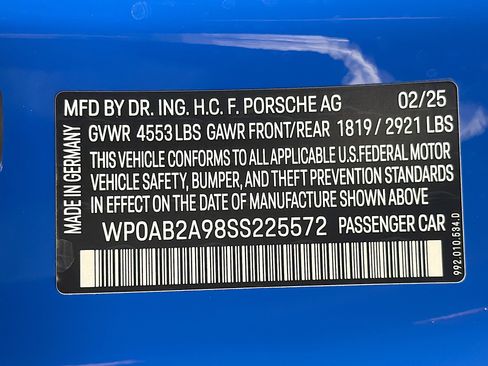 MFD BY DR. ING. H.C. F. PORSCHE AG 02/25
GVWR 4553 LBS GAWR FRONT/REAR 1819 / 2921 LBS
THIS VEHICLE CONFORMS TO ALL APPLICABLE U.S.FEDERAL MOTOR
VEHICLE SAFETY, BUMPER, AND THEFT PREVENTION STANDARDS
IN EFFECT ON THE DATE OF MANUFACTURE SHOWN ABOVE
WP0AB2A98SS225572 PASSENGER CAR
MADE IN GERMANY
992.010.534.D